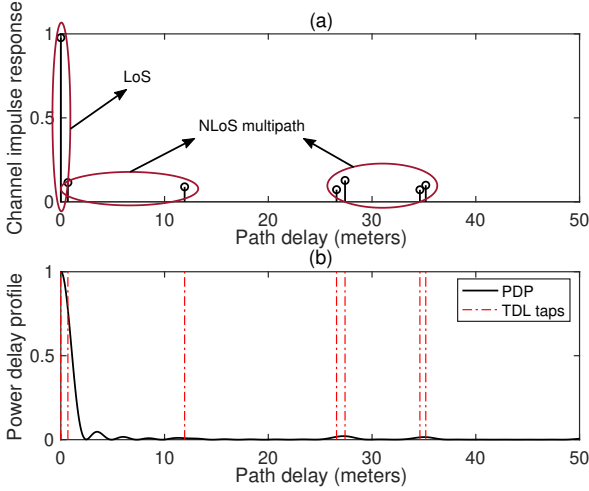 (a)
Channel impulse response
1
0.5
0
LoS
NLoS multipath
0 10 20 30 40 50
Path delay (meters)
(b)
Power delay profile
1
0.5
0
PDP
TDL taps
0 10 20 30 40 50
Path delay (meters)